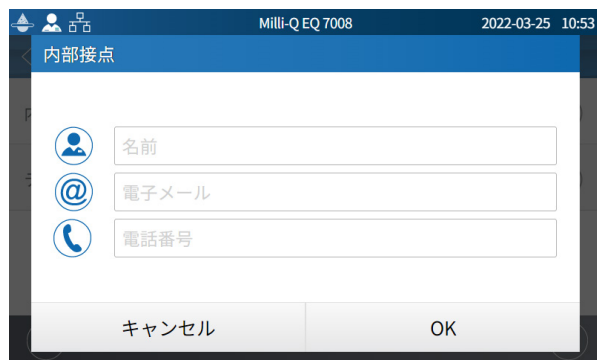 Milli-Q EQ 7008 2022-03-25 10:53
内部接点
名前
@ 電子メール
電話番号
キャンセル OK